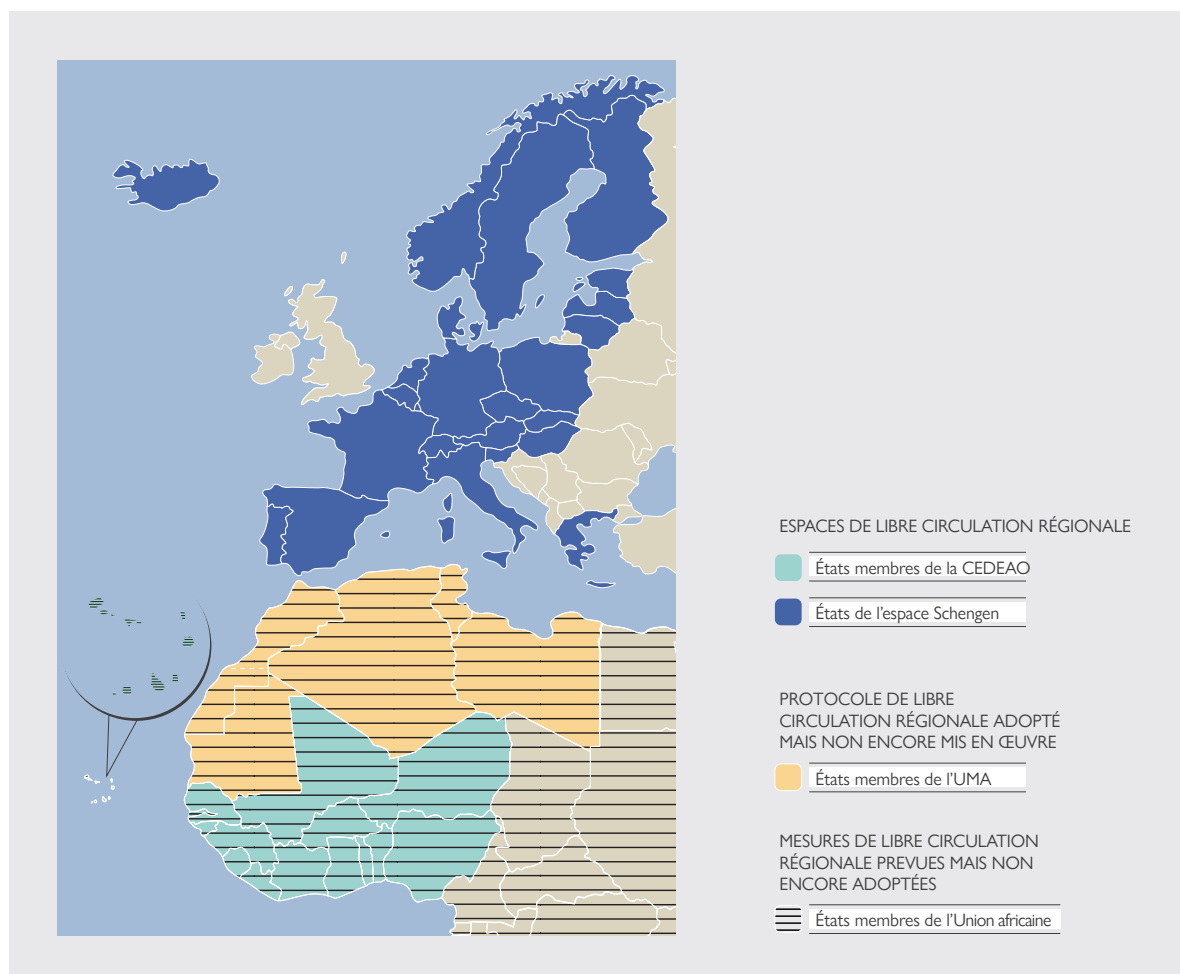 ESPACES DE LIBRE CIRCULATION RÉGIONALE
États membres de la CEDEAO
États de l'espace Schengen
PROTOCOLE DE LIBRE
CIRCULATION RÉGIONALE ADOPTÉ
MAIS NON ENCORE MIS EN ŒUVRE
États membres de l'UMA
MESURES DE LIBRE CIRCULATION
RÉGIONALE PREVUES MAIS NON
ENCORE ADOPTÉES
États membres de l'Union africaine